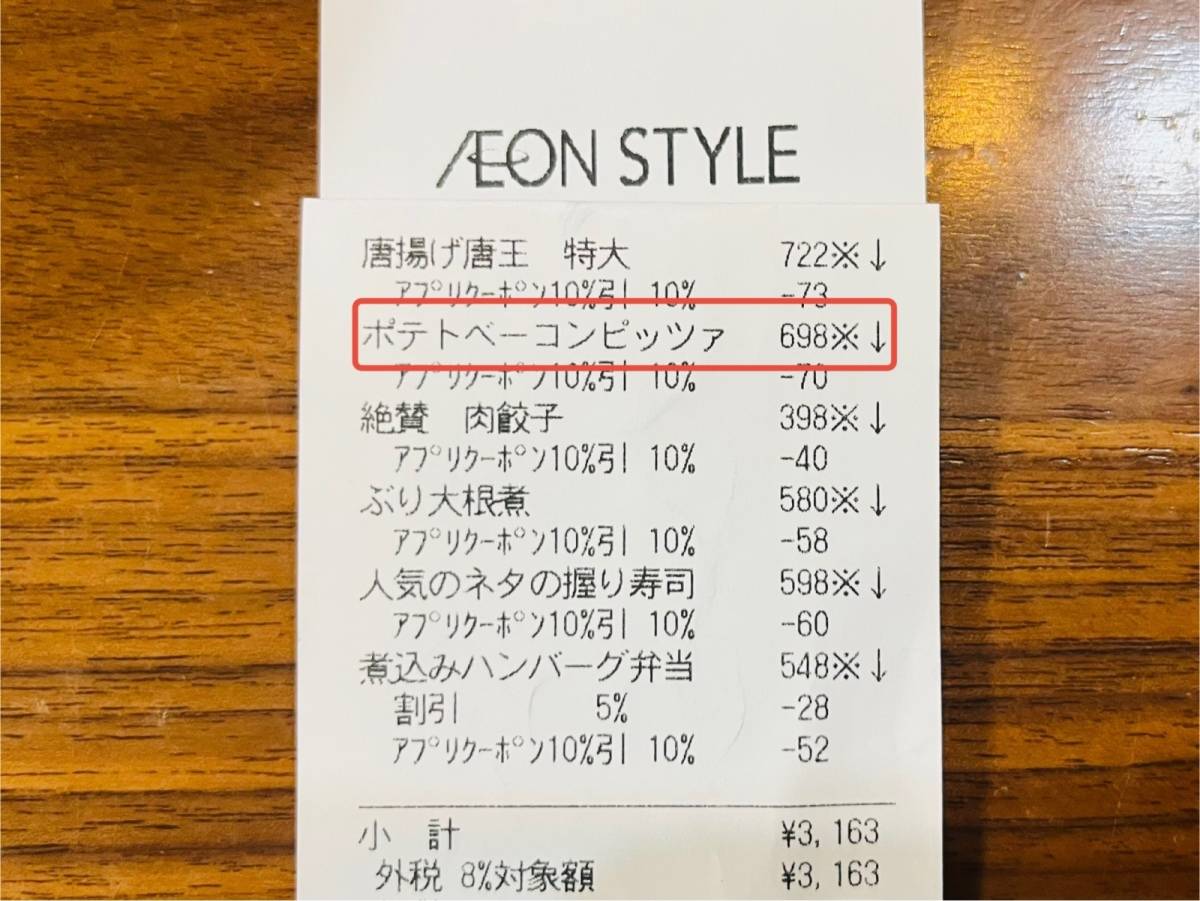 ÆON STYLE
唐揚げ唐王 特大 722※↓
ｱﾌﾟﾘｸｰﾎﾟﾝ10%引 10% -73
ポテトベーコンピッツァ 698※↓
ｱﾌﾟﾘｸｰﾎﾟﾝ10%引 10% -70
絶賛 肉餃子 398※↓
ｱﾌﾟﾘｸｰﾎﾟﾝ10%引 10% -40
ぶり大根煮 580※↓
ｱﾌﾟﾘｸｰﾎﾟﾝ10%引 10% -58
人気のネタの握り寿司 598※↓
ｱﾌﾟﾘｸｰﾎﾟﾝ10%引 10% -60
煮込みハンバーグ弁当 548※↓
割引 5% -28
ｱﾌﾟﾘｸｰﾎﾟﾝ10%引 10% -52
小 計 ¥3,163
外税 8%対象額 ¥3,163